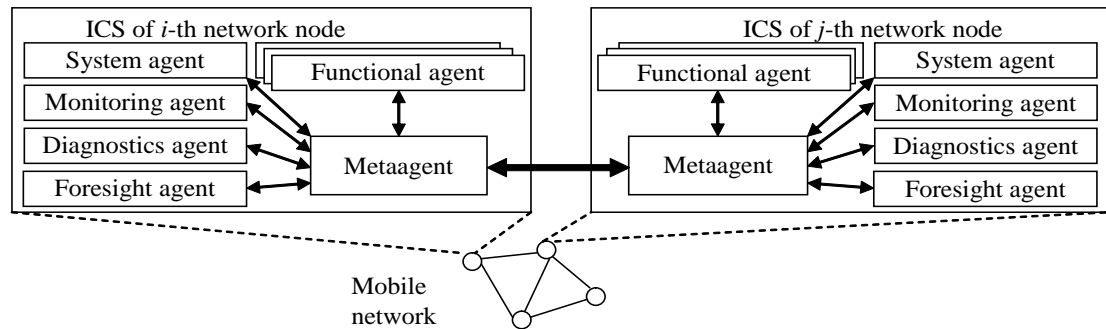 ICS of i-th network node
System agent
Functional agent
Monitoring agent
Diagnostics agent
Metaagent
Foresight agent
ICS of j-th network node
Functional agent
System agent
Monitoring agent
Metaagent
Diagnostics agent
Foresight agent
Mobile
network